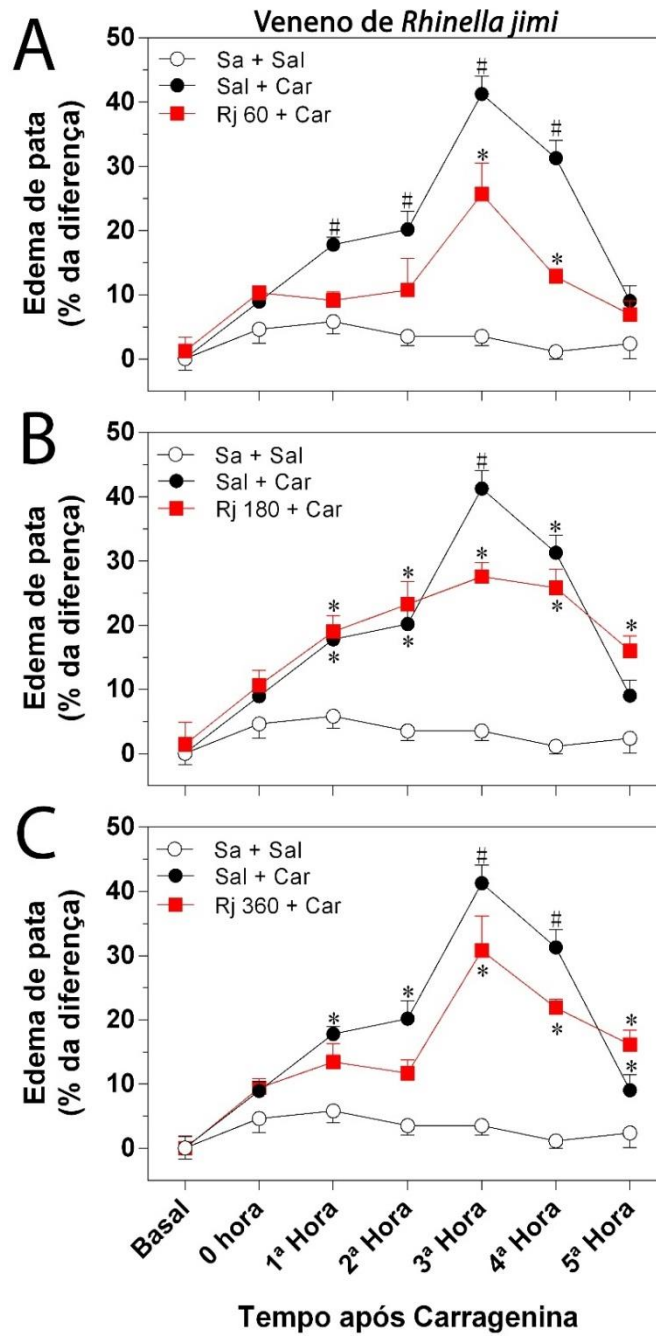 Veneno de Rhinella jimi
A
50
40
30
20
10
0
Edema de pata
(% da diferença)
Sa + Sal
Sal + Car
Rj 60 + Car
#
#
#
#
*
*
B
50
40
30
20
10
0
Edema de pata
(% da diferença)
Sa + Sal
Sal + Car
Rj 180 + Car
#
*
*
*
*
*
*
*
*
*
C
50
40
30
20
10
0
Edema de pata
(% da diferença)
Sa + Sal
Sal + Car
Rj 360 + Car
#
#
*
*
*
*
*
*
Basal
0 hora
1ª Hora
2ª Hora
3ª Hora
4ª Hora
5ª Hora
Tempo após Carragenina